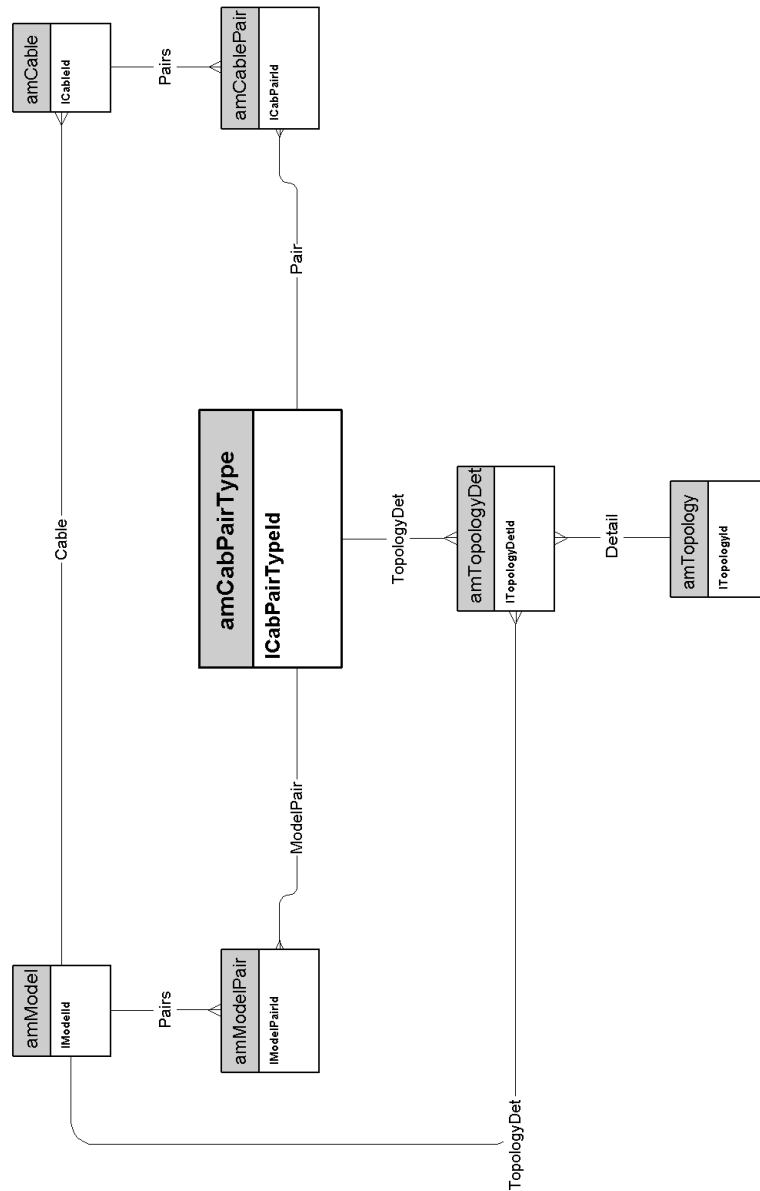 amCable
lCableId
Pairs
amCablePair
lCabPairId
Pair
Cable
amCabPairType
lCabPairTypeId
TopologyDet
amTopologyDet
lTopologyDetId
Detail
amTopology
lTopologyId
ModelPair
amModel
lModelId
Pairs
amModelPair
lModelPairId
TopologyDet